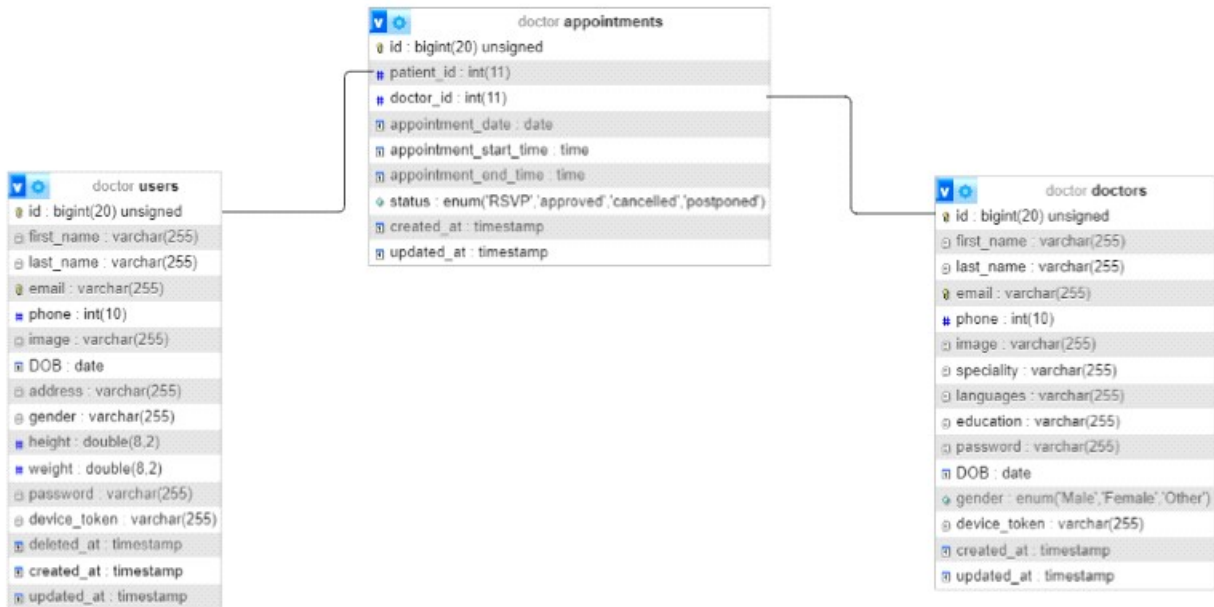 doctor appointments
id : bigint(20) unsigned
patient_id : int(11)
doctor_id : int(11)
appointment_date : date
appointment_start_time : time
appointment_end_time : time
status : enum('RSVP','approved','cancelled','postponed')
created_at : timestamp
updated_at : timestamp
doctor users
id : bigint(20) unsigned
first_name : varchar(255)
last_name : varchar(255)
email : varchar(255)
phone : int(10)
image : varchar(255)
DOB : date
address : varchar(255)
gender : varchar(255)
height : double(8,2)
weight : double(8,2)
password : varchar(255)
device_token : varchar(255)
deleted_at : timestamp
created_at : timestamp
updated_at : timestamp
doctor doctors
id : bigint(20) unsigned
first_name : varchar(255)
last_name : varchar(255)
email : varchar(255)
phone : int(10)
image : varchar(255)
speciality : varchar(255)
languages : varchar(255)
education : varchar(255)
password : varchar(255)
DOB : date
gender : enum('Male','Female','Other')
device_token : varchar(255)
created_at : timestamp
updated_at : timestamp